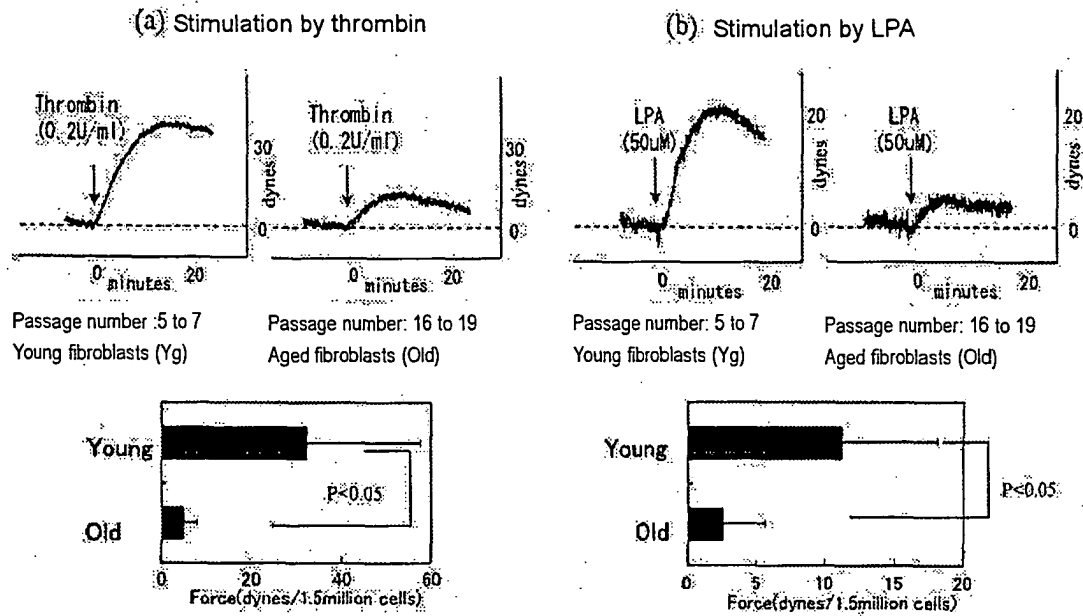 (a) Stimulation by thrombin
Thrombin
(0.2U/ml)
30
dynes
0
0
20
minutes
Thrombin
(0.2U/ml)
30
dynes
0
0
20
minutes
Passage number :5 to 7
Young fibroblasts (Yg)
Passage number: 16 to 19
Aged fibroblasts (Old)
Young
Old
P<0.05
0
20
40
60
Force(dynes/1.5million cells)
(b) Stimulation by LPA
LPA
(50uM)
20
dynes
0
0
20
minutes
LPA
(50uM)
20
dynes
0
0
20
minutes
Passage number: 5 to 7
Young fibroblasts (Yg)
Passage number: 16 to 19
Aged fibroblasts (Old)
Young
Old
P<0.05
0
5
10
15
20
Force(dynes/1.5million cells)